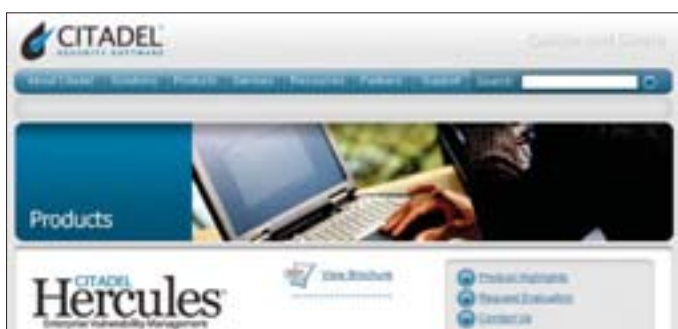 CITADEL
SECURITY SOFTWARE
About Citadel Solutions Products Services Resources Partners Support Search
Products
CITADEL
Hercules
Enterprise Vulnerability Management
View Brochure
Product Highlights
Request Evaluation
Contact Us